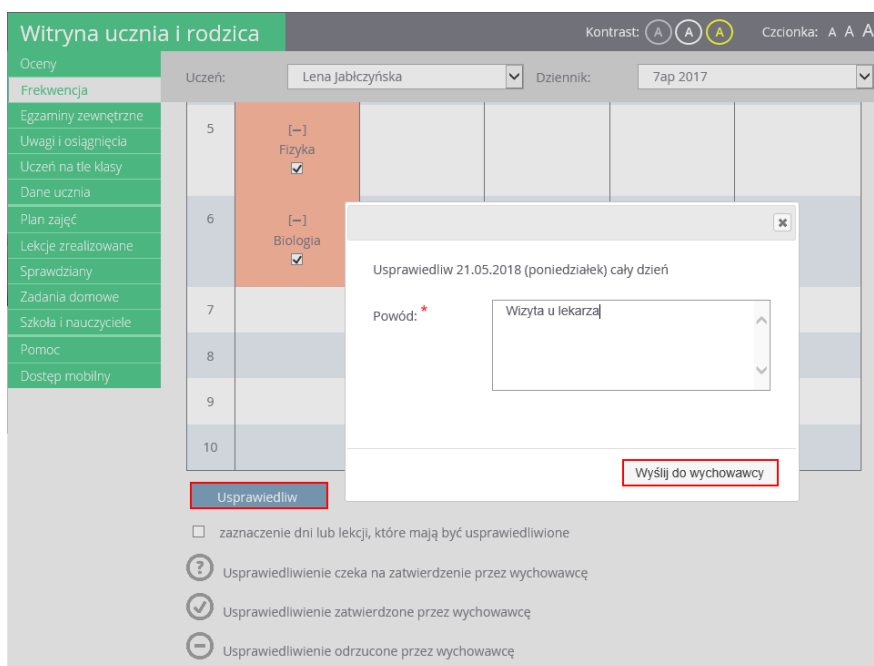 Witryna ucznia i rodzica
Kontrast: A A A Czcionka: A A A
Oceny
Frekwencja
Egzaminy zewnętrzne
Uwagi i osiągnięcia
Uczeń na tle klasy
Dane ucznia
Plan zajęć
Lekcje zrealizowane
Sprawdziany
Zadania domowe
Szkoła i nauczyciele
Pomoc
Dostęp mobilny
Uczeń: Lena Jabłczyńska Dziennik: 7ap 2017
5
[—]
Fizyka
6
[—]
Biologia
7
8
9
10
Usprawiedliw 21.05.2018 (poniedziałek) cały dzień
Powód: * Wizyta u lekarza
Wyślij do wychowawcy
Usprawiedliw
zaznaczenie dni lub lekcji, które mają być usprawiedliwione
? Usprawiedliwienie czeka na zatwierdzenie przez wychowawcę
Usprawiedliwienie zatwierdzone przez wychowawcę
Usprawiedliwienie odrzucone przez wychowawcę